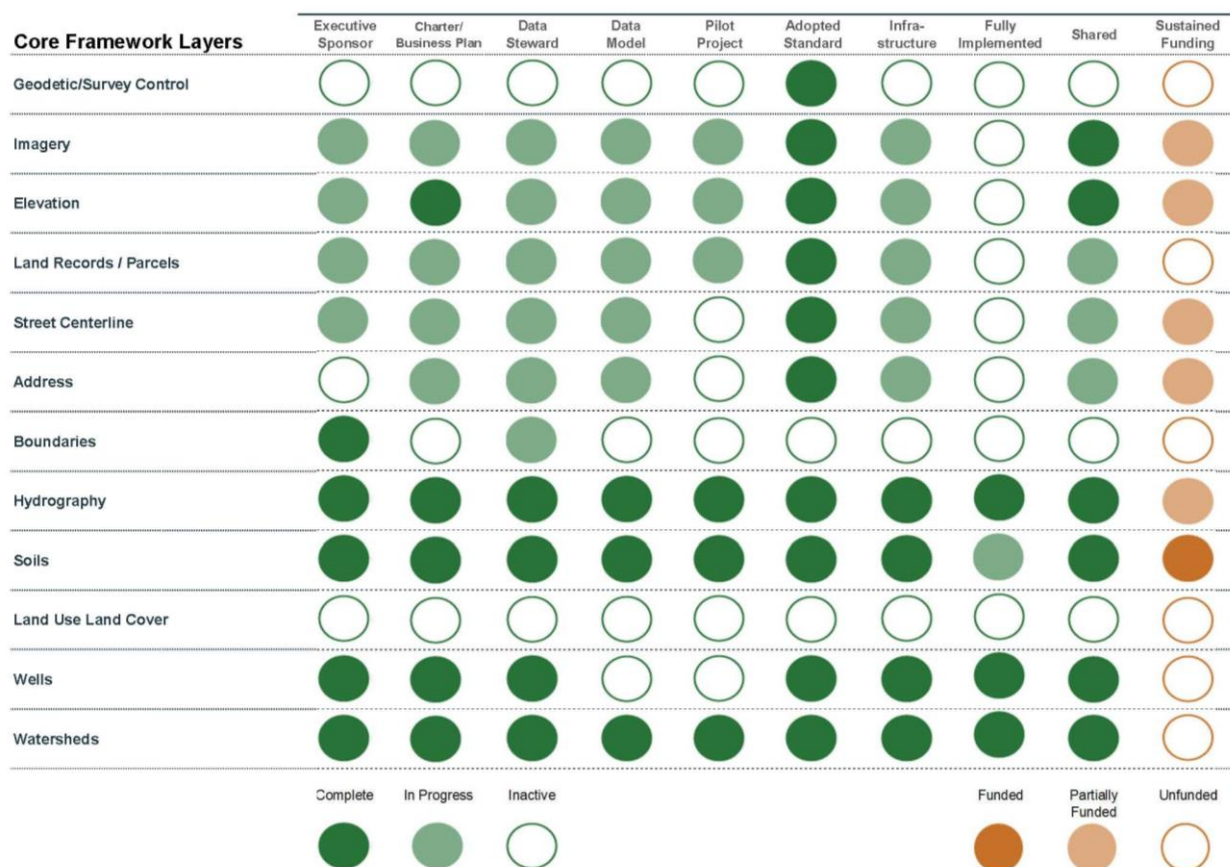 Core Framework Layers
Executive Sponsor
Charter/ Business Plan
Data Steward
Data Model
Pilot Project
Adopted Standard
Infra- structure
Fully Implemented
Shared
Sustained Funding
Geodetic/Survey Control
Imagery
Elevation
Land Records / Parcels
Street Centerline
Address
Boundaries
Hydrography
Soils
Land Use Land Cover
Wells
Watersheds
Complete
In Progress
Inactive
Funded
Partially Funded
Unfunded